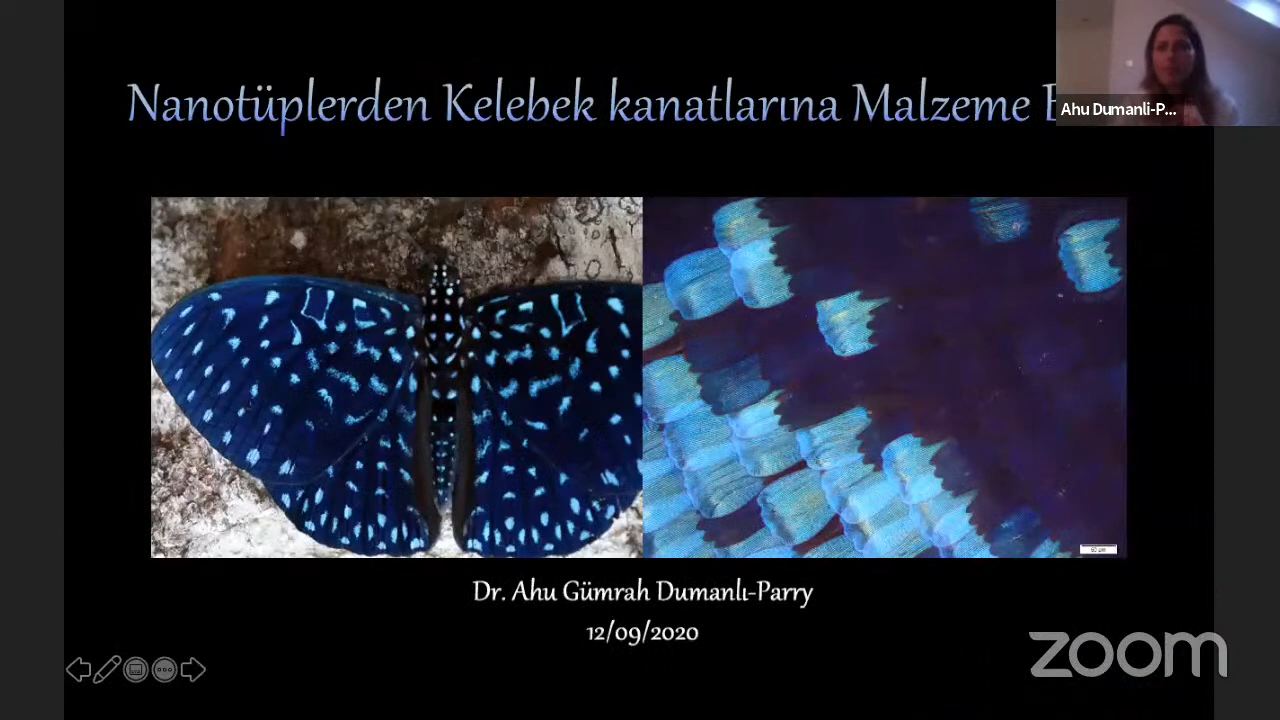 Nanotüplerden Kelebek kanatlarına Malzeme
Ahu Dumanli-P...
Dr. Ahu Gümrah Dumanlı-Parry
12/09/2020
zoom